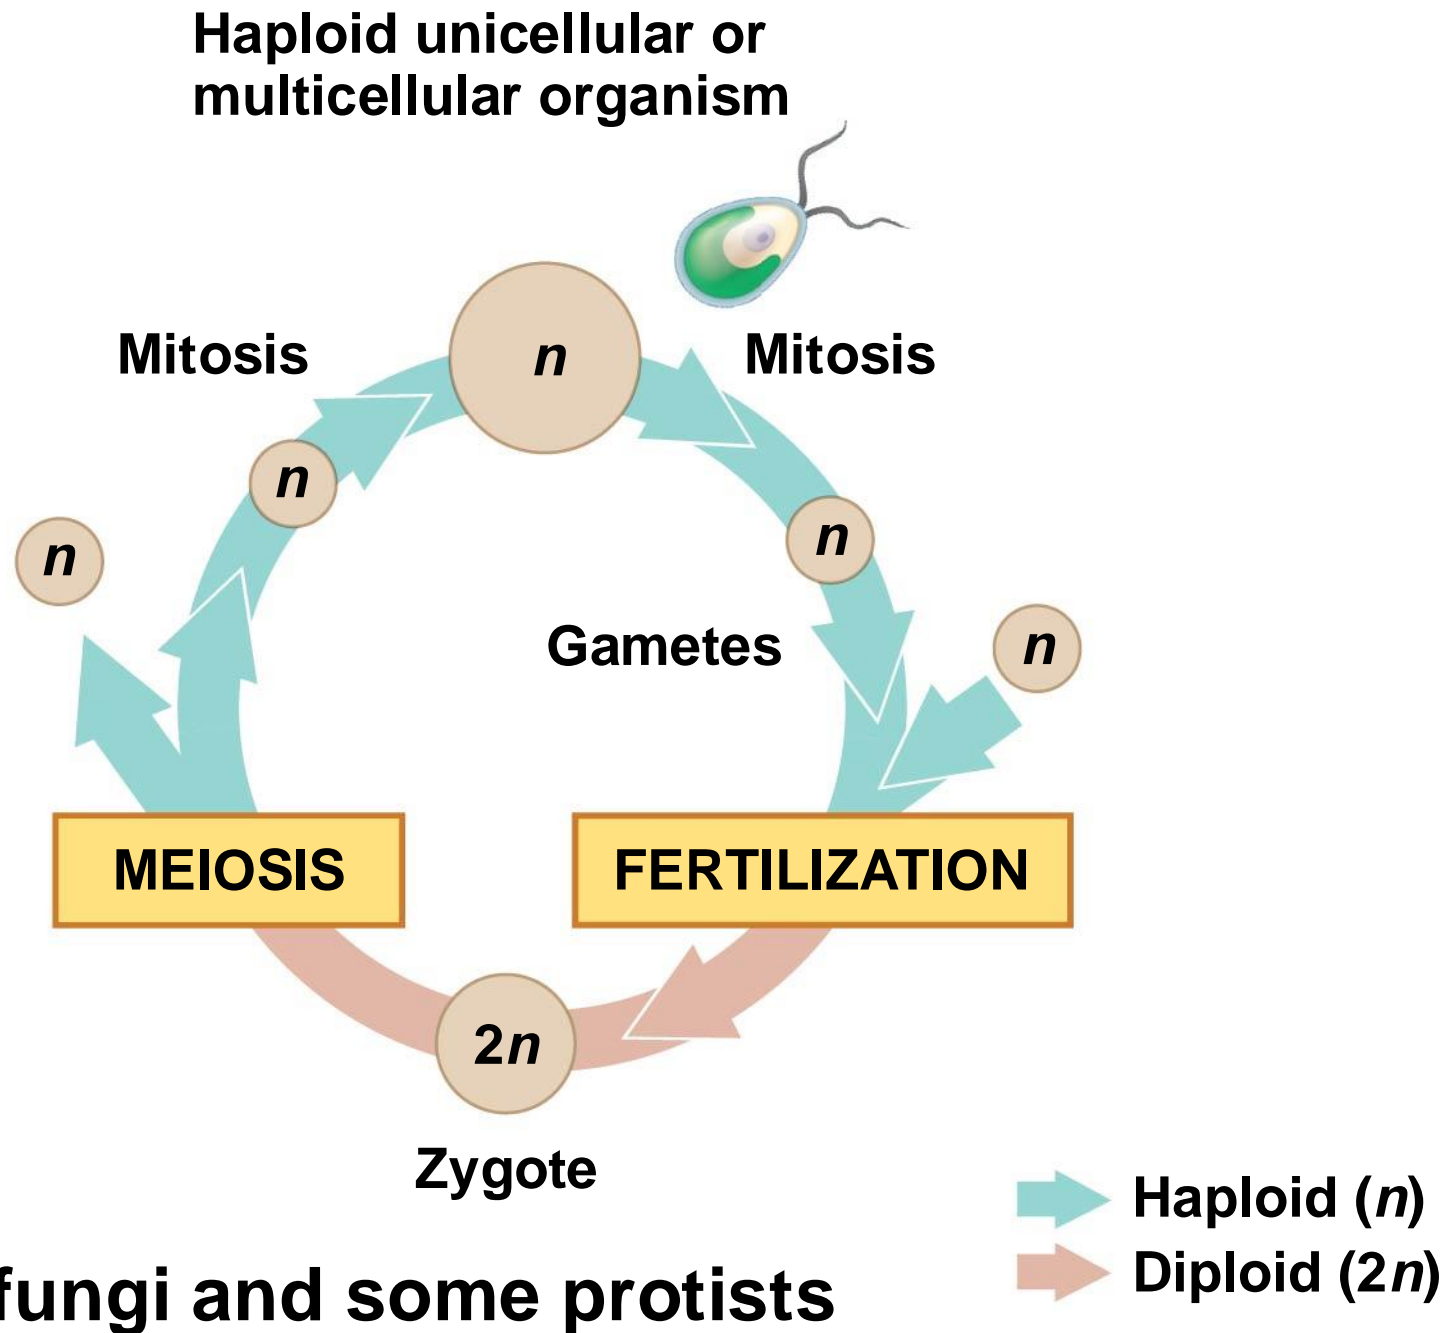 Haploid unicellular or
multicellular organism
Mitosis
n
Mitosis
n
n
n
Gametes
n
MEIOSIS
FERTILIZATION
2n
Zygote
Haploid (n)
Diploid (2n)
fungi and some protists